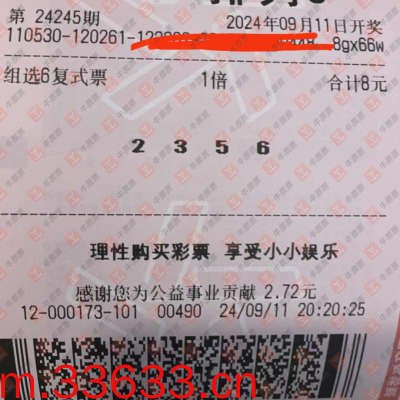 第 24245期
2024年09月11日开奖
110530-120261-
8gx66w
组选6复式票 1倍 合计8元
2 3 5 6
理性购买彩票 享受小小娱乐
感谢您为公益事业贡献 2.72元
12-000173-101 00490 24/09/11 20:20:25
m.33633.cn